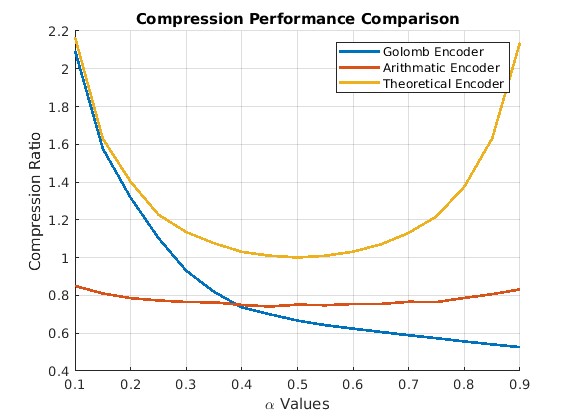 Compression Performance Comparison
Golomb Encoder
Arithmatic Encoder
Theoretical Encoder
Compression Ratio
2.2
2
1.8
1.6
1.4
1.2
1
0.8
0.6
0.4
0.1 0.2 0.3 0.4 0.5 0.6 0.7 0.8 0.9
α Values